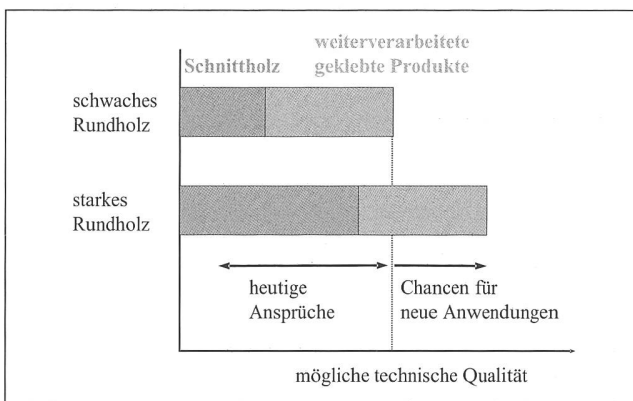 weiterverarbeitete
Schnittholz geklebte Produkte
schwaches
Rundholz
starkes
Rundholz
heutige
Ansprüche
Chancen für
neue Anwendungen
mögliche technische Qualität